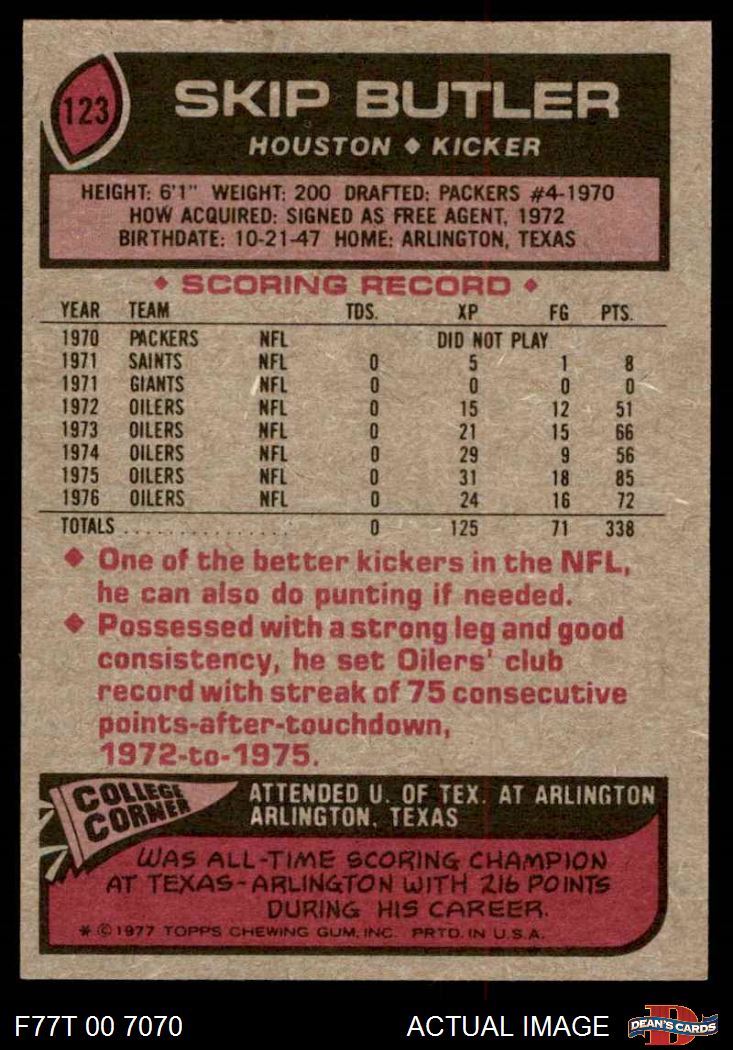 123
SKIP BUTLER
HOUSTON ♦ KICKER
HEIGHT: 6'1" WEIGHT: 200 DRAFTED: PACKERS #4-1970
HOW ACQUIRED: SIGNED AS FREE AGENT, 1972
BIRTHDATE: 10-21-47 HOME: ARLINGTON, TEXAS
♦ SCORING RECORD ♦
YEAR TEAM TDS. XP FG PTS.
1970 PACKERS NFL DID NOT PLAY
1971 SAINTS NFL 0 5 1 8
1971 GIANTS NFL 0 0 0 0
1972 OILERS NFL 0 15 12 51
1973 OILERS NFL 0 21 15 66
1974 OILERS NFL 0 29 9 56
1975 OILERS NFL 0 31 18 85
1976 OILERS NFL 0 24 16 72
TOTALS . . . . . . . . . . . . . . . 0 125 71 338
♦ One of the better kickers in the NFL,
he can also do punting if needed.
♦ Possessed with a strong leg and good
consistency, he set Oilers' club
record with streak of 75 consecutive
points-after-touchdown,
1972-to-1975.
COLLEGE
CORNER
ATTENDED U. OF TEX. AT ARLINGTON
ARLINGTON, TEXAS
WAS ALL-TIME SCORING CHAMPION
AT TEXAS-ARLINGTON WITH 216 POINTS
DURING HIS CAREER.
* © 1977 TOPPS CHEWING GUM, INC. PRTD. IN U.S.A.
F77T 00 7070
ACTUAL IMAGE
D
DEAN'S CARDS